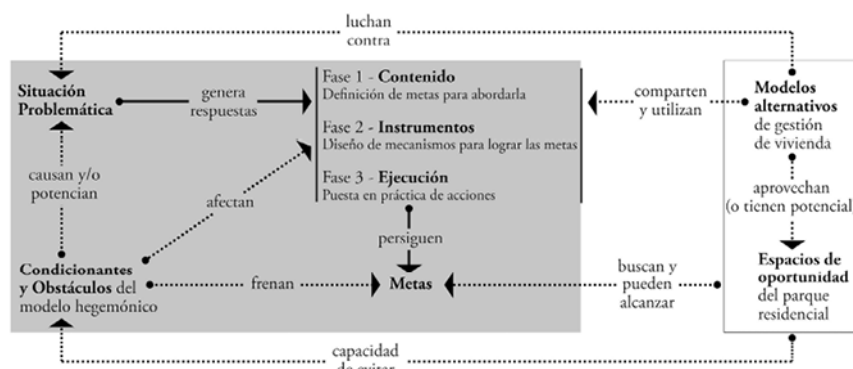 luchan
contra
Situación
Problemática
genera
respuestas
Fase 1 - Contenido
Definición de metas para abordarla
Fase 2 - Instrumentos
Diseño de mecanismos para lograr las metas
Fase 3 - Ejecución
Puesta en práctica de acciones
comparten
y utilizan
Modelos
alternativos
de gestión
de vivienda
causan y/o
potencian
afectan
persiguen
aprovechan
(o tienen potencial)
Condicionantes
y Obstáculos del
modelo hegemónico
frenan
Metas
buscan y
pueden
alcanzar
Espacios de
oportunidad
del parque
residencial
capacidad